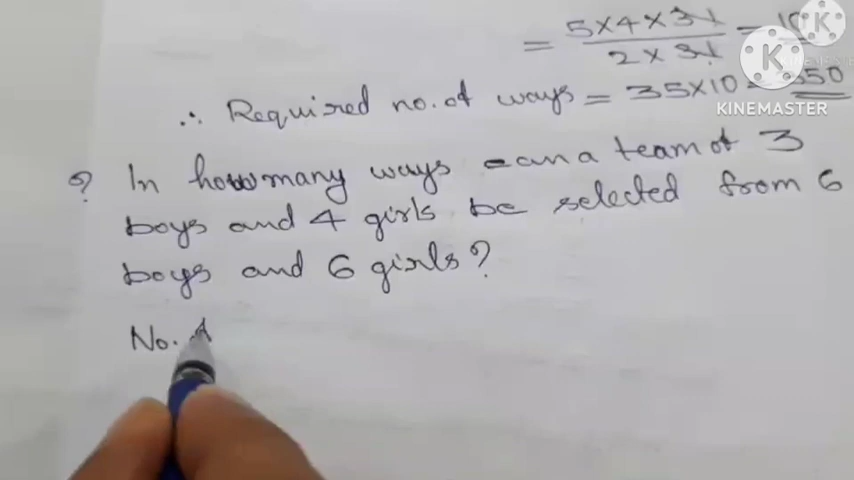 = 5×4×3! / 2×3! = 10
∴ Required no. of ways = 35×10 = 350
KINEMASTER
? In how many ways can a team of 3
boys and 4 girls be selected from 6
boys and 6 girls?
No. of